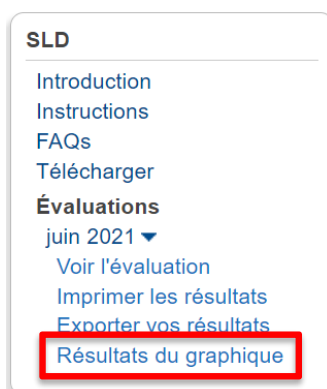 SLD
Introduction
Instructions
FAQs
Télécharger
Évaluations
juin 2021
Voir l'évaluation
Imprimer les résultats
Exporter vos résultats
Résultats du graphique